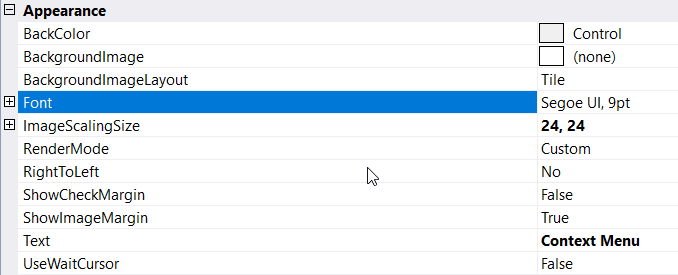 Appearance
BackColor Control
BackgroundImage (none)
BackgroundImageLayout Tile
Font Segoe UI, 9pt
ImageScalingSize 24, 24
RenderMode Custom
RightToLeft No
ShowCheckMargin False
ShowImageMargin True
Text Context Menu
UseWaitCursor False